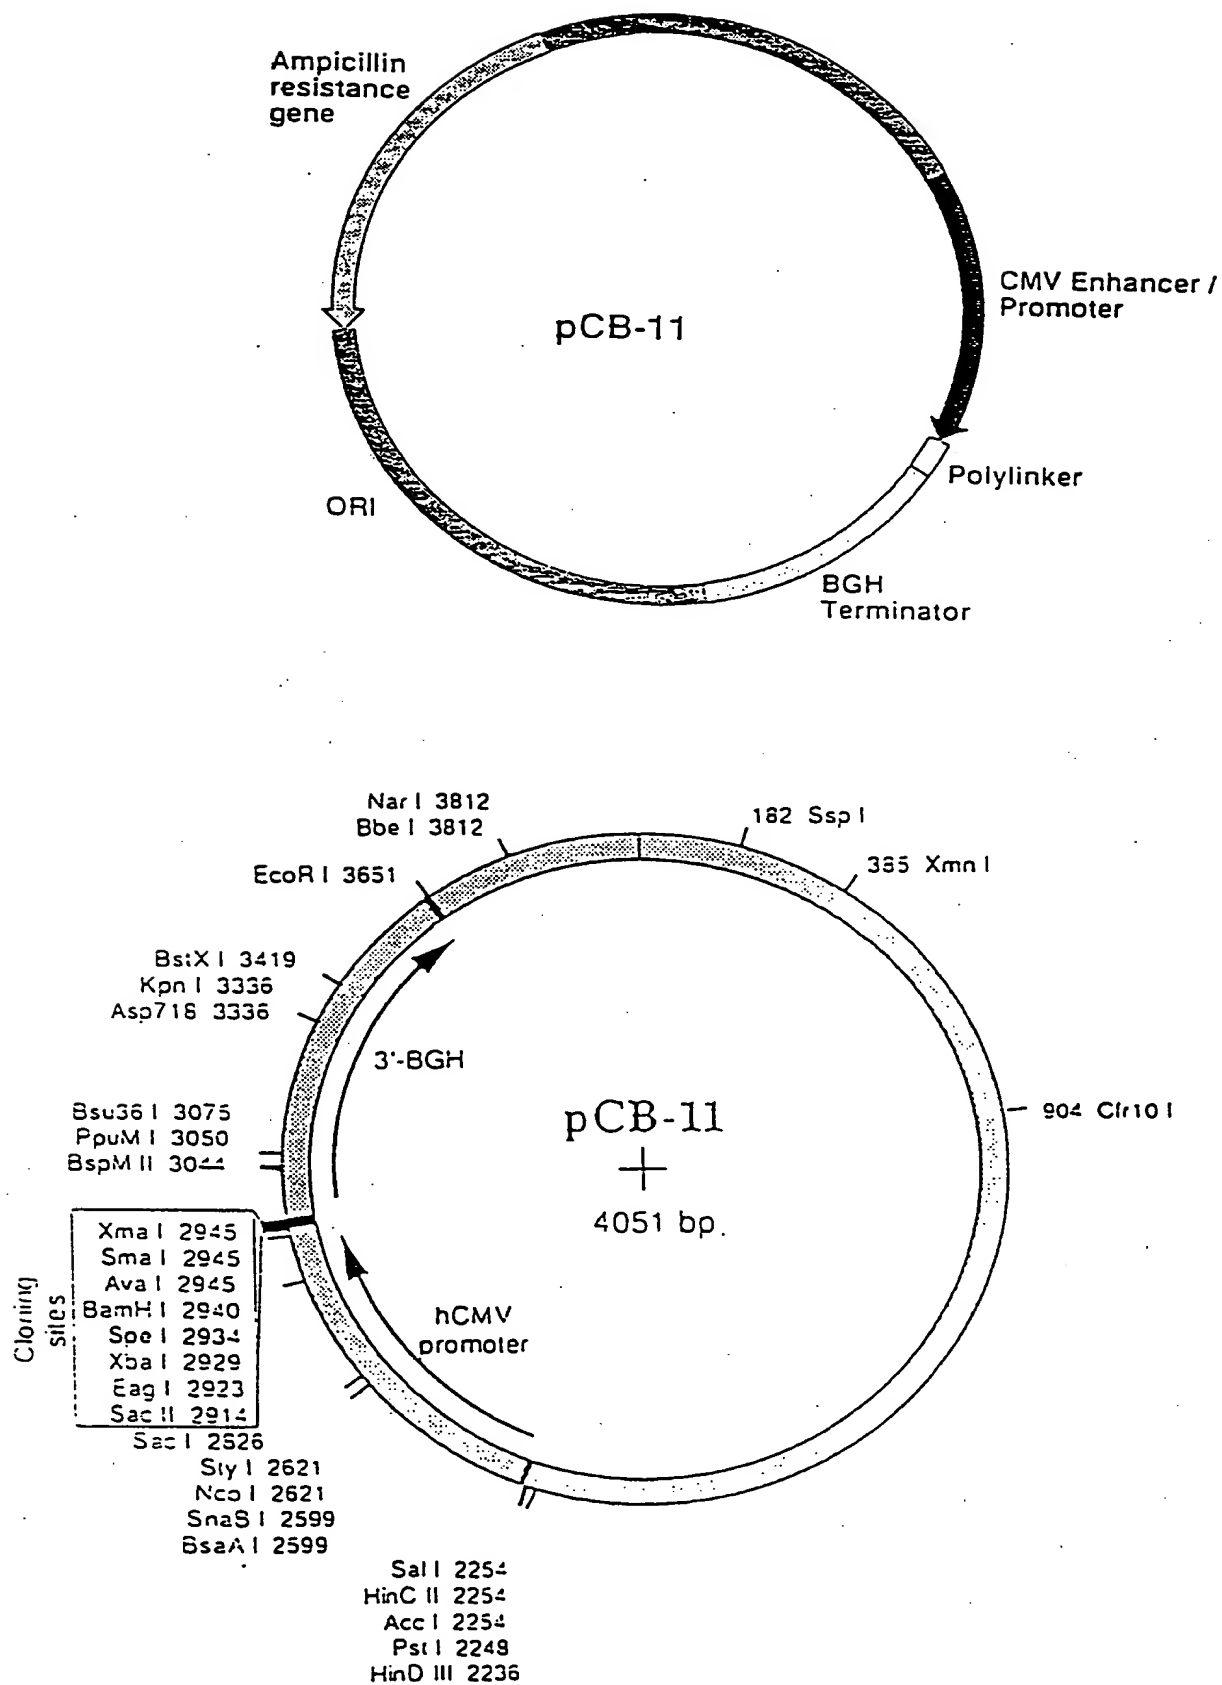 Ampicillin
resistance
gene
pCB-11
CMV Enhancer /
Promoter
Polylinker
ORI
BGH
Terminator
Nar I 3812
Bbe I 3812
EcoR I 3651
182 Ssp I
385 Xmn I
BstX I 3419
Kpn I 3336
Asp718 3336
3'-BGH
Bsu36 I 3075
PpuM I 3050
BspM II 3044
pCB-11
4051 bp.
904 Cfr10 I
Cloning
sites
Xma I 2945
Sma I 2945
Ava I 2945
BamH I 2940
Spe I 2934
Xba I 2929
Eag I 2923
Sac II 2914
hCMV
promoter
Sac I 2826
Sty I 2621
Nco I 2621
SnaB I 2599
BsaA I 2599
Sal I 2254
HinC II 2254
Acc I 2254
Pst I 2248
HinD III 2236